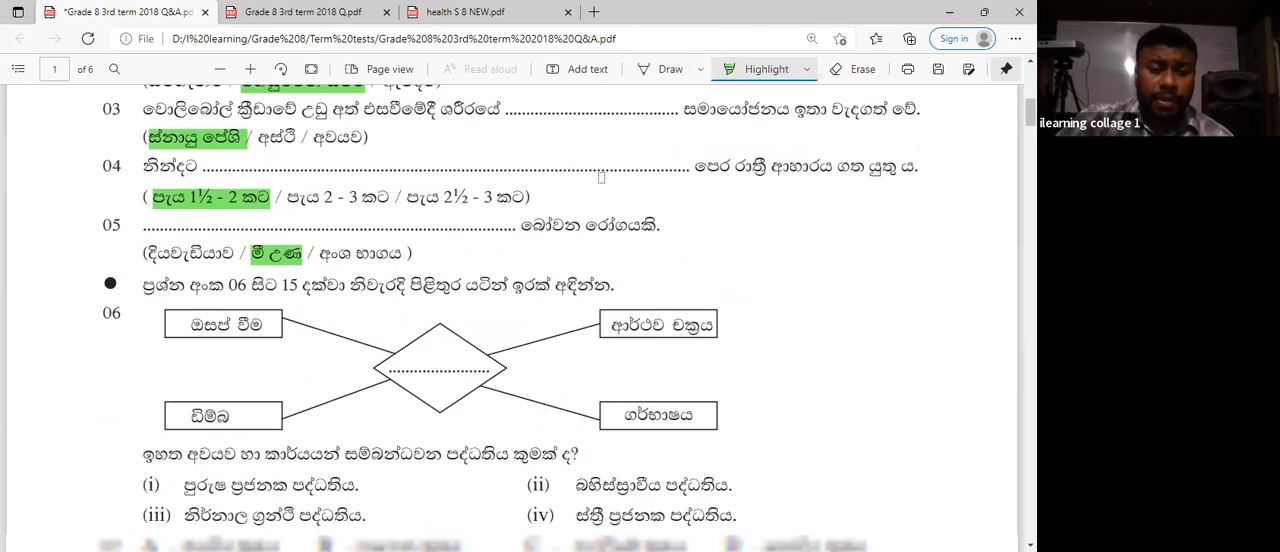 *Grade 8 3rd term 2018 Q&A.pd
Grade 8 3rd term 2018 Q.pdf
health S 8 NEW.pdf
File
D:/I%20learning/Grade%208/Term%20tests/Grade%208%203rd%20term%202018%20Q&A.pdf
Sign in
1 of 6
Page view
Read aloud
Add text
Draw
Highlight
Erase
03 වොලිබෝල් ක්‍රීඩාවේ උඩු අත් එසවීමේදී ශරීරයේ ........................................ සමායෝජනය ඉතා වැදගත් වේ.
(ස්නායු පේශි / අස්ථි / අවයව)
ilearning collage 1
04 නින්දට ................................................................................ පෙර රාත්‍රී ආහාරය ගත යුතු ය.
( පැය 1½ - 2 කට / පැය 2 - 3 කට / පැය 2½ - 3 කට)
05 ................................................................................ බෝවන රෝගයකි.
(දියවැඩියාව / මී උණ / අංශ භාගය )
● ප්‍රශ්න අංක 06 සිට 15 දක්වා නිවැරදි පිළිතුර යටින් ඉරක් අඳින්න.
06
ඔසප් වීම
ආර්ථව චක්‍රය
........................
ඩිම්බ
ගර්භාෂය
ඉහත අවයව හා කාර්යයන් සම්බන්ධවන පද්ධතිය කුමක් ද?
(i) පුරුෂ ප්‍රජනක පද්ධතිය.
(ii) බහිස්ස්‍රාවීය පද්ධතිය.
(iii) නිර්නාල ග්‍රන්ථි පද්ධතිය.
(iv) ස්ත්‍රී ප්‍රජනක පද්ධතිය.